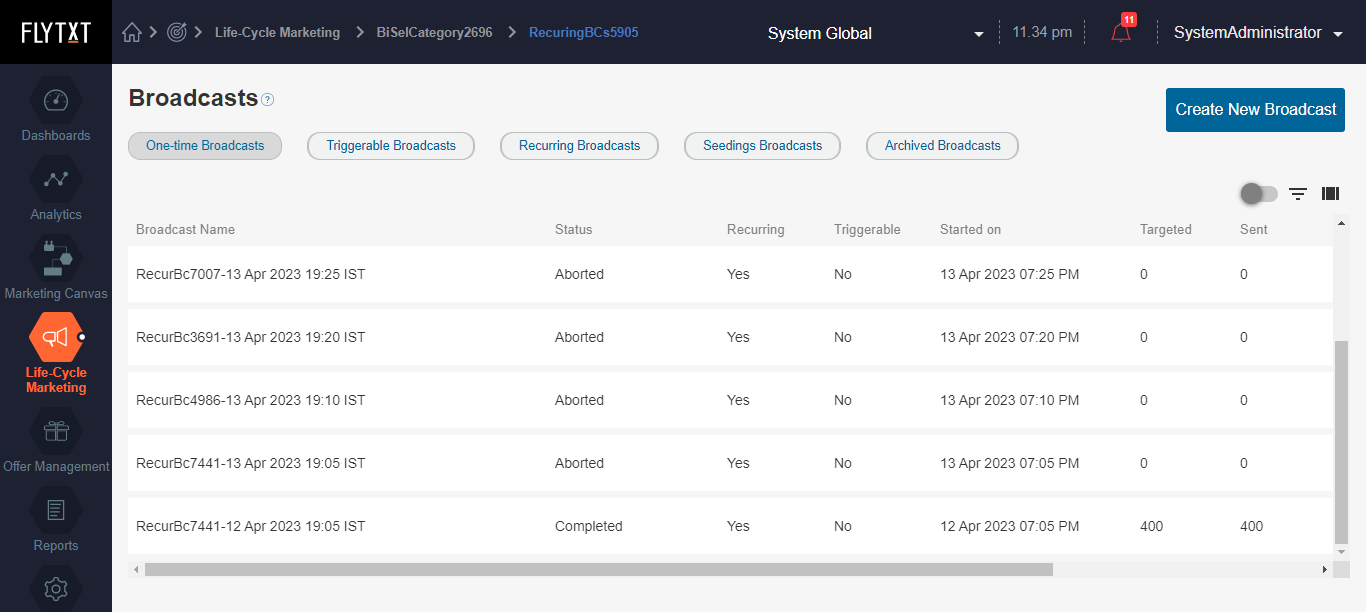 FLYTXT
Life-Cycle Marketing
BiSelCategory2696
RecuringBCs5905
System Global
11.34 pm
11
SystemAdministrator
Dashboards
Analytics
Marketing Canvas
Life-Cycle
Marketing
Offer Management
Reports
Broadcasts ?
Create New Broadcast
One-time Broadcasts
Triggerable Broadcasts
Recurring Broadcasts
Seedings Broadcasts
Archived Broadcasts
Broadcast Name Status Recurring Triggerable Started on Targeted Sent
RecurBc7007-13 Apr 2023 19:25 IST Aborted Yes No 13 Apr 2023 07:25 PM 0 0
RecurBc3691-13 Apr 2023 19:20 IST Aborted Yes No 13 Apr 2023 07:20 PM 0 0
RecurBc4986-13 Apr 2023 19:10 IST Aborted Yes No 13 Apr 2023 07:10 PM 0 0
RecurBc7441-13 Apr 2023 19:05 IST Aborted Yes No 13 Apr 2023 07:05 PM 0 0
RecurBc7441-12 Apr 2023 19:05 IST Completed Yes No 12 Apr 2023 07:05 PM 400 400